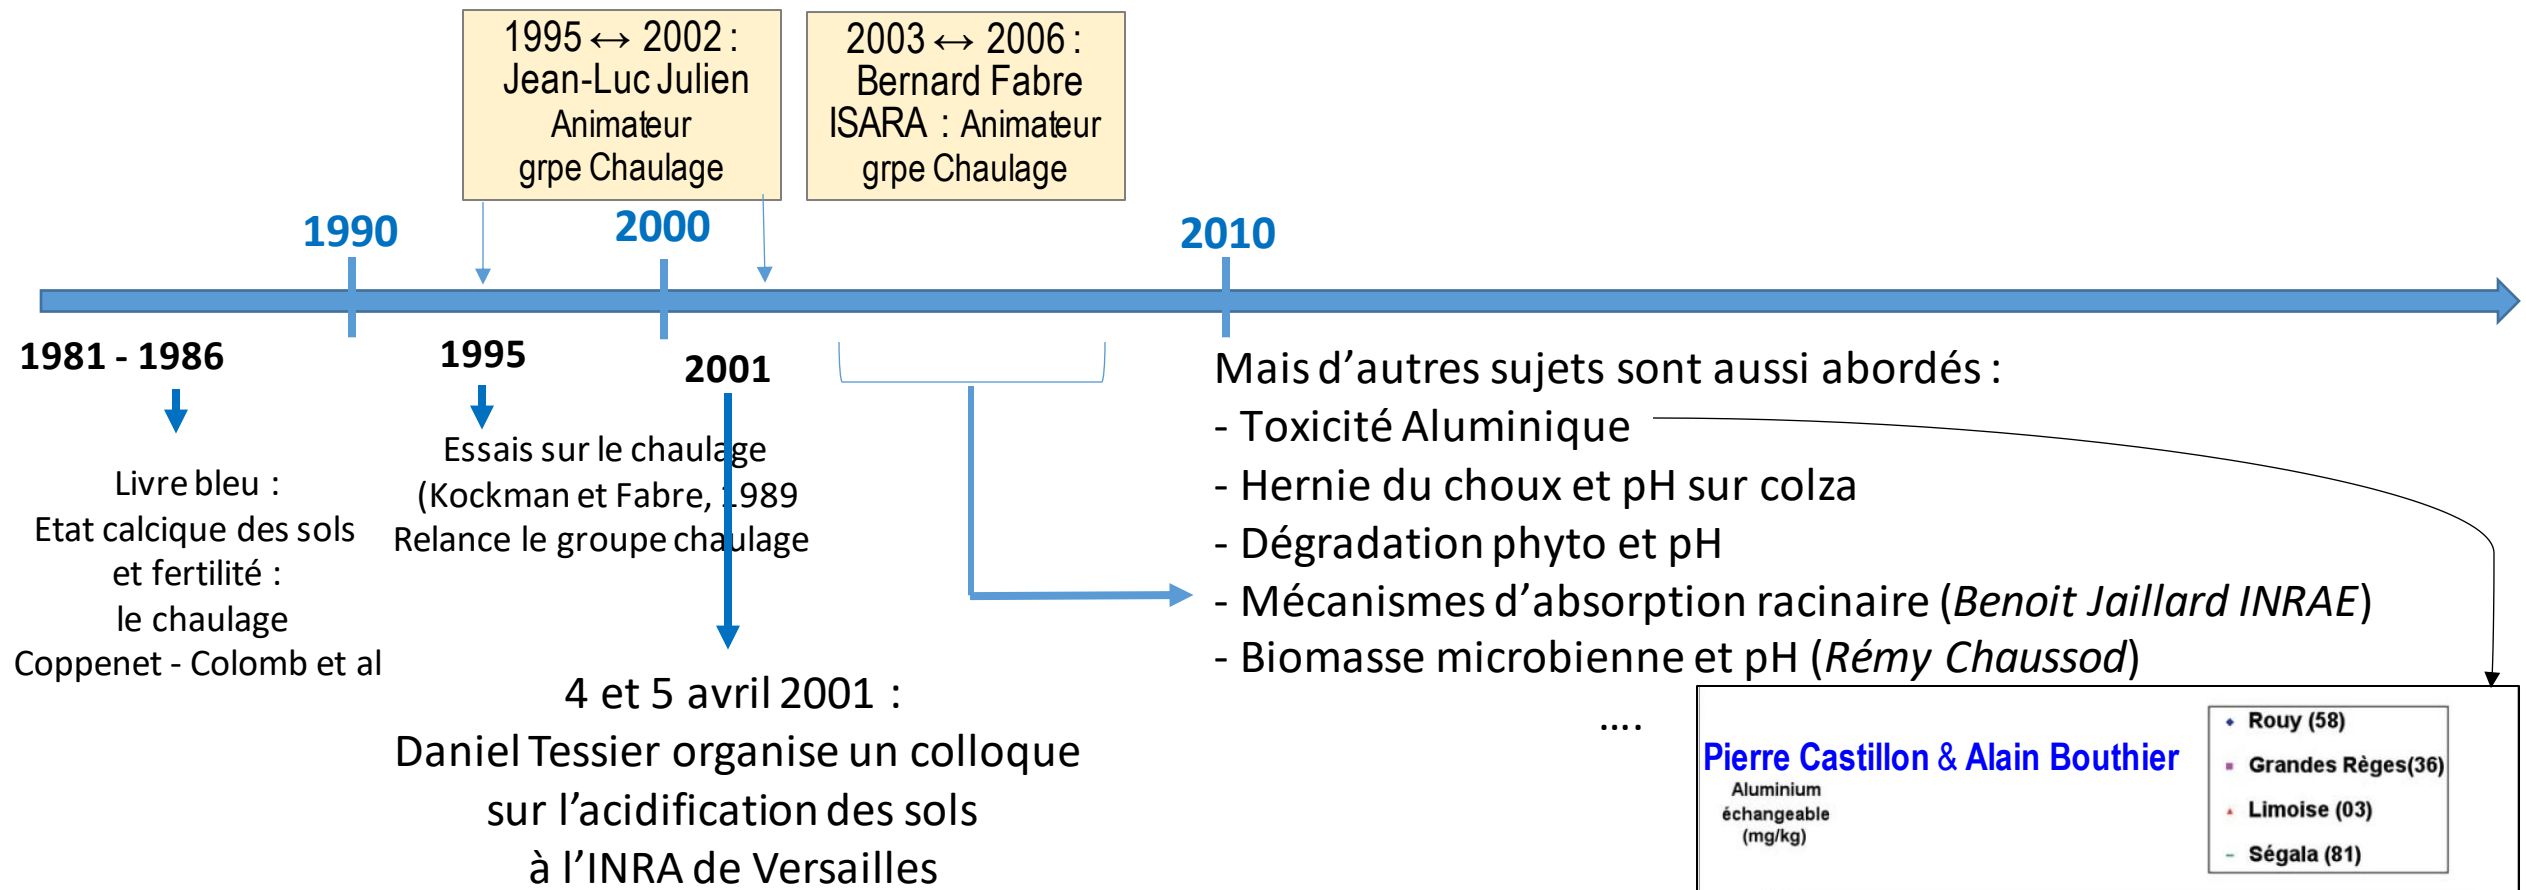 1995 ↔ 2002 :
Jean-Luc Julien
Animateur
grpe Chaulage
2003 ↔ 2006 :
Bernard Fabre
ISARA : Animateur
grpe Chaulage
1990
2000
2010
1981 - 1986
Livre bleu :
Etat calcique des sols
et fertilité :
le chaulage
Coppenet - Colomb et al
1995
Essais sur le chaulage
(Kockman et Fabre, 1989
Relance le groupe chaulage
2001
4 et 5 avril 2001 :
Daniel Tessier organise un colloque
sur l’acidification des sols
à l’INRA de Versailles
Mais d’autres sujets sont aussi abordés :
- Toxicité Aluminique
- Hernie du choux et pH sur colza
- Dégradation phyto et pH
- Mécanismes d’absorption racinaire (Benoit Jaillard INRAE)
- Biomasse microbienne et pH (Rémy Chaussod)
....
Pierre Castillon & Alain Bouthier
Aluminium
échangeable
(mg/kg)
Rouy (58)
Grandes Règes(36)
Limoise (03)
Ségala (81)